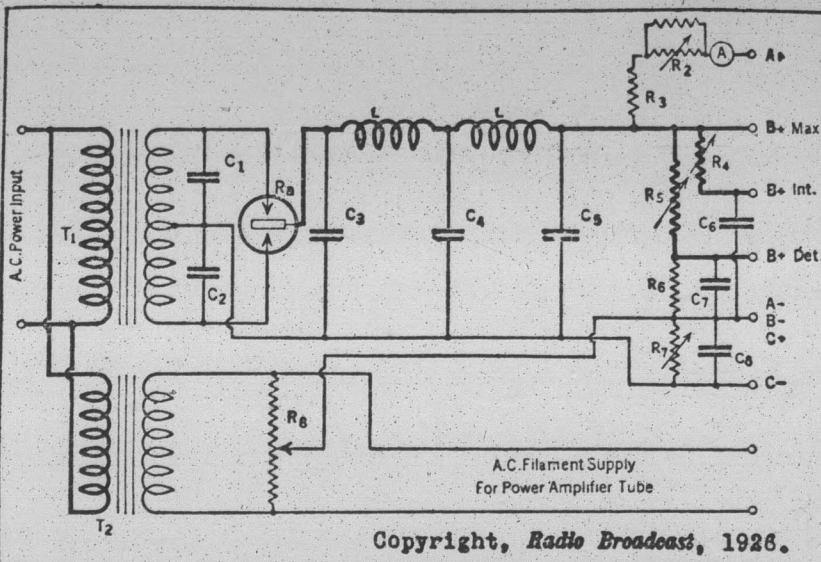 A
A+
R2
R3
L
L
B+ Max
C1
Ra
R4
A.C. Power Input
T1
R5
B+ Int.
C3
C4
C5
C6
B+ Det.
C2
R6
C7
A-
B-
C+
R7
C8
C-
R8
A.C. Filament Supply
For Power Amplifier Tube
T2
Copyright, Radio Broadcast, 1926.